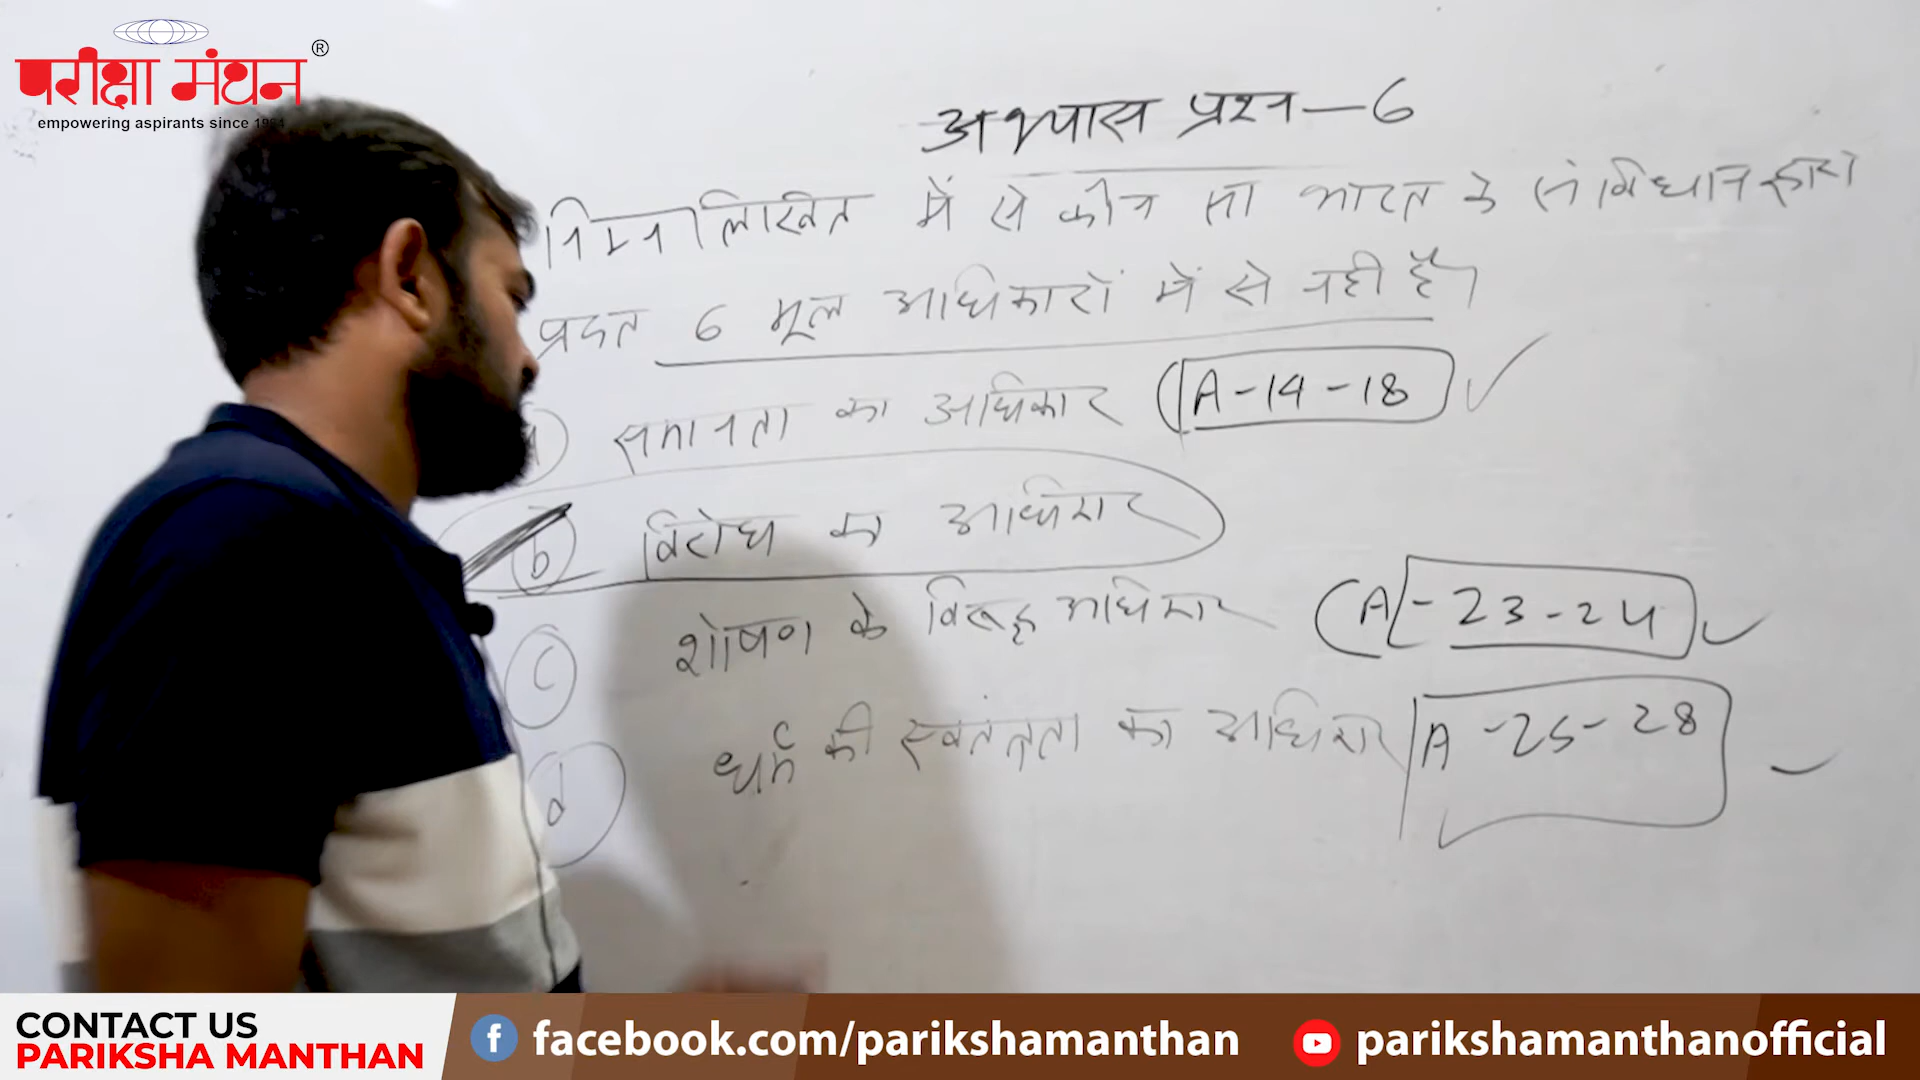 परीक्षा मंथन ®
empowering aspirants since 1984
अभ्यास प्रश्न - 6
निम्नलिखित में से कौन सा भारत के संविधान द्वारा
प्रदत्त 6 मूल अधिकारों में से नही है।
a) समानता का अधिकार (A-14-18)
b) विरोध का अधिकार
c) शोषण के विरूद्ध अधिकार (A-23-24)
d) धर्म की स्वतंत्रता का अधिकार A-25-28
CONTACT US
PARIKSHA MANTHAN
facebook.com/parikshamanthan
parikshamanthanofficial